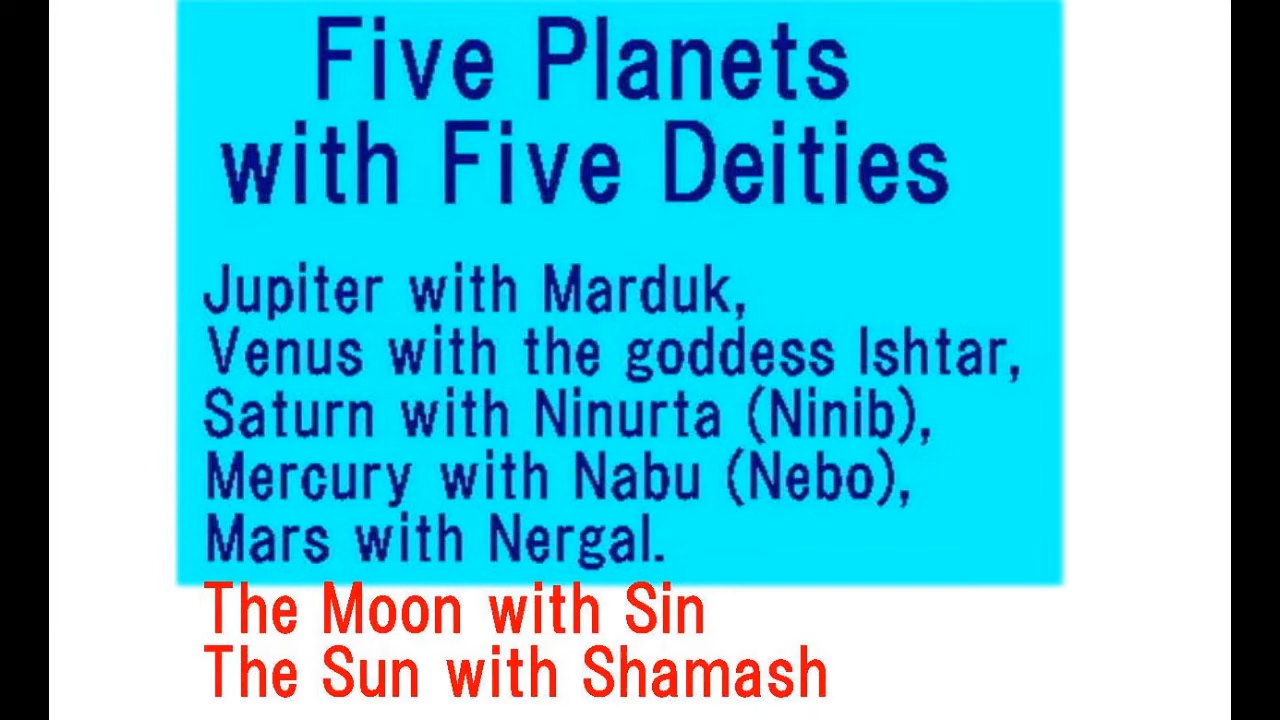 Five Planets
with Five Deities
Jupiter with Marduk,
Venus with the goddess Ishtar,
Saturn with Ninurta (Ninib),
Mercury with Nabu (Nebo),
Mars with Nergal.
The Moon with Sin
The Sun with Shamash